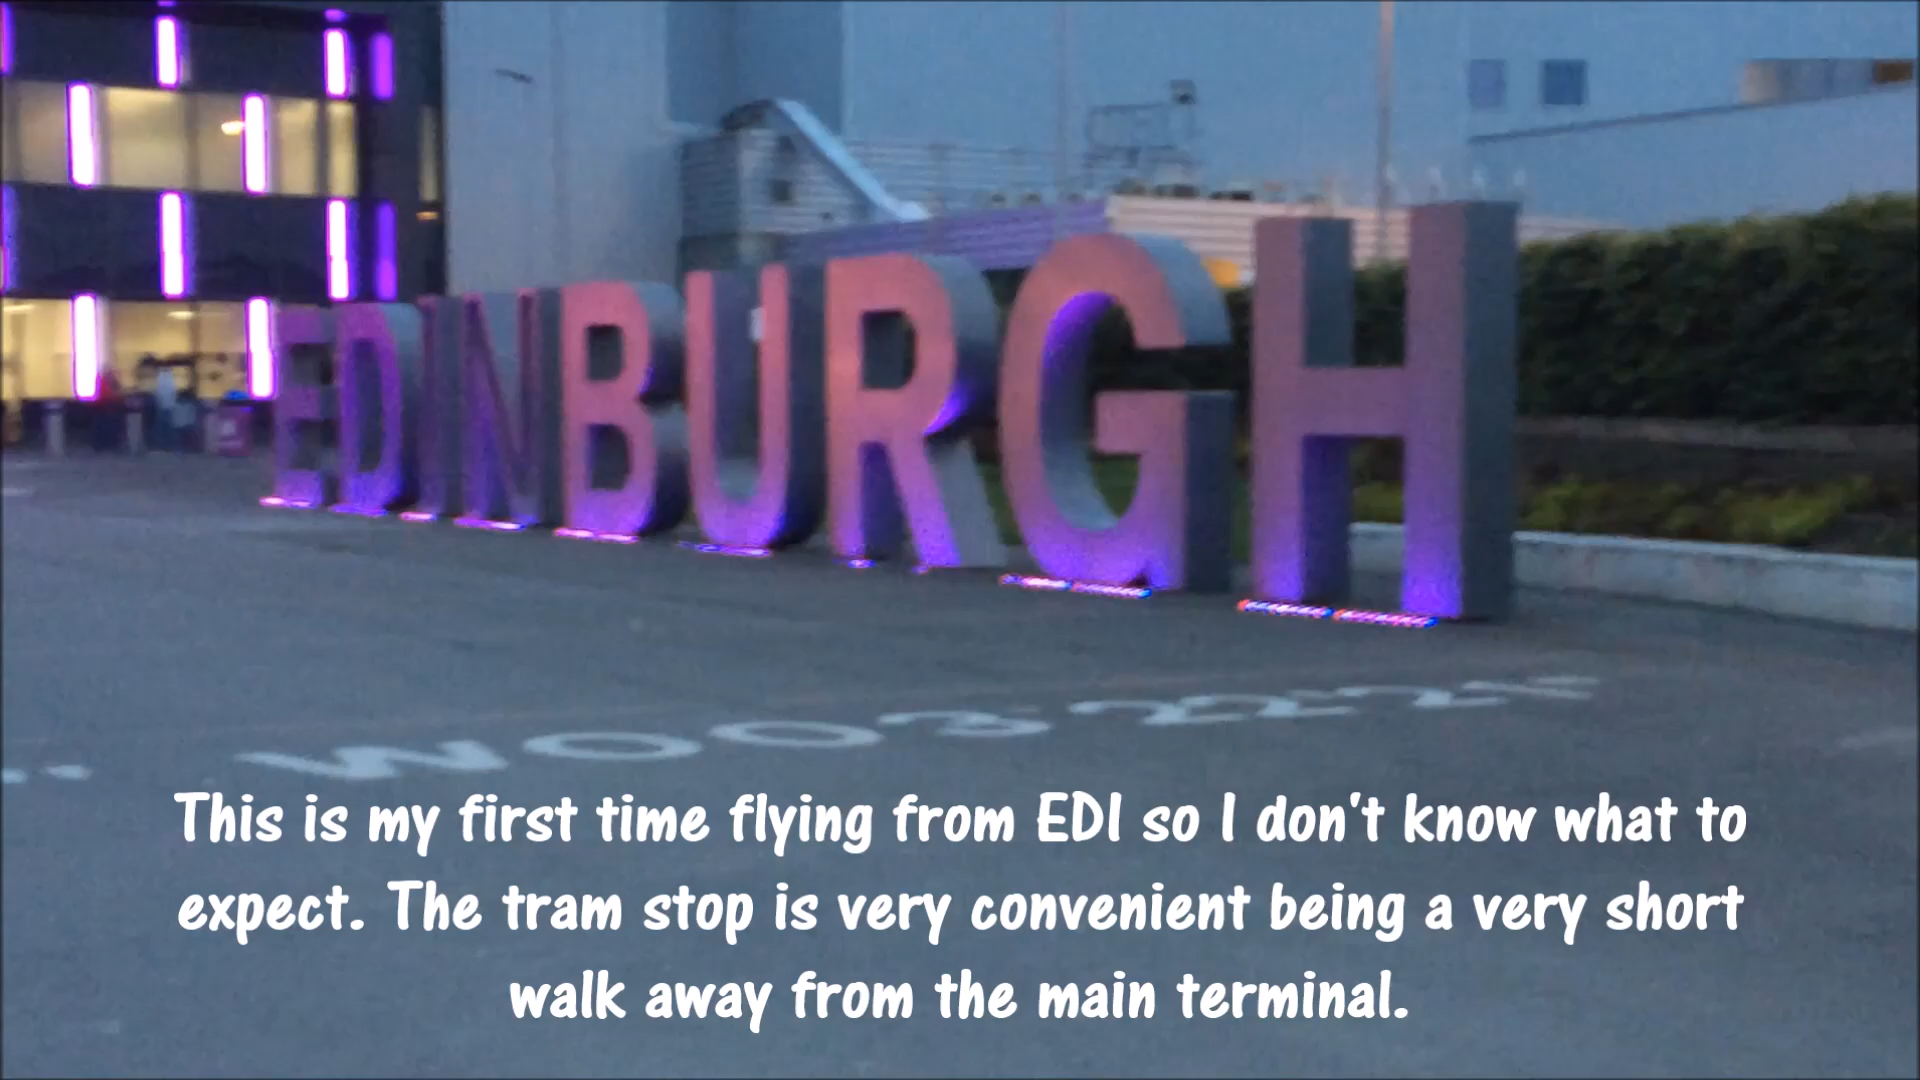 EDINBURGH
This is my first time flying from EDI so I don't know what to
expect. The tram stop is very convenient being a very short
walk away from the main terminal.